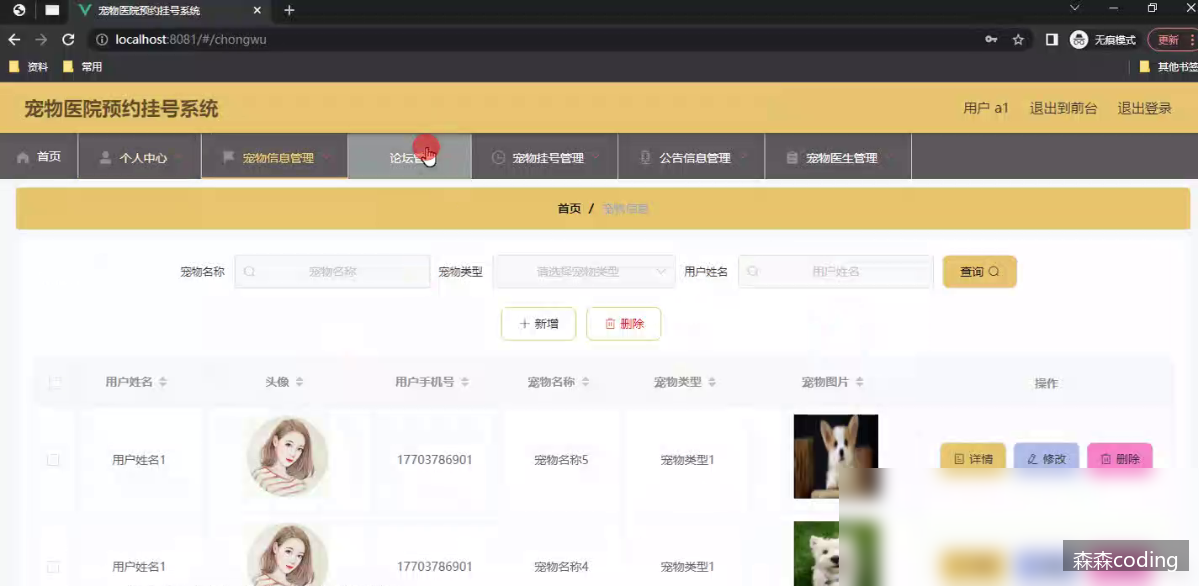 宠物医院预约挂号系统
localhost:8081/#/chongwu 无痕模式 更新
资料 常用 其他书签
宠物医院预约挂号系统 用户 a1 退出到前台 退出登录
首页 个人中心 宠物信息管理 论坛 宠物挂号管理 公告信息管理 宠物医生管理
首页 / 宠物信息
宠物名称 宠物名称 宠物类型 请选择宠物类型 用户姓名 用户姓名 查询
新增 删除
用户姓名 头像 用户手机号 宠物名称 宠物类型 宠物图片 操作
用户姓名1 17703786901 宠物名称5 宠物类型1 详情 修改 删除
用户姓名1 17703786901 宠物名称4 宠物类型1
森森coding